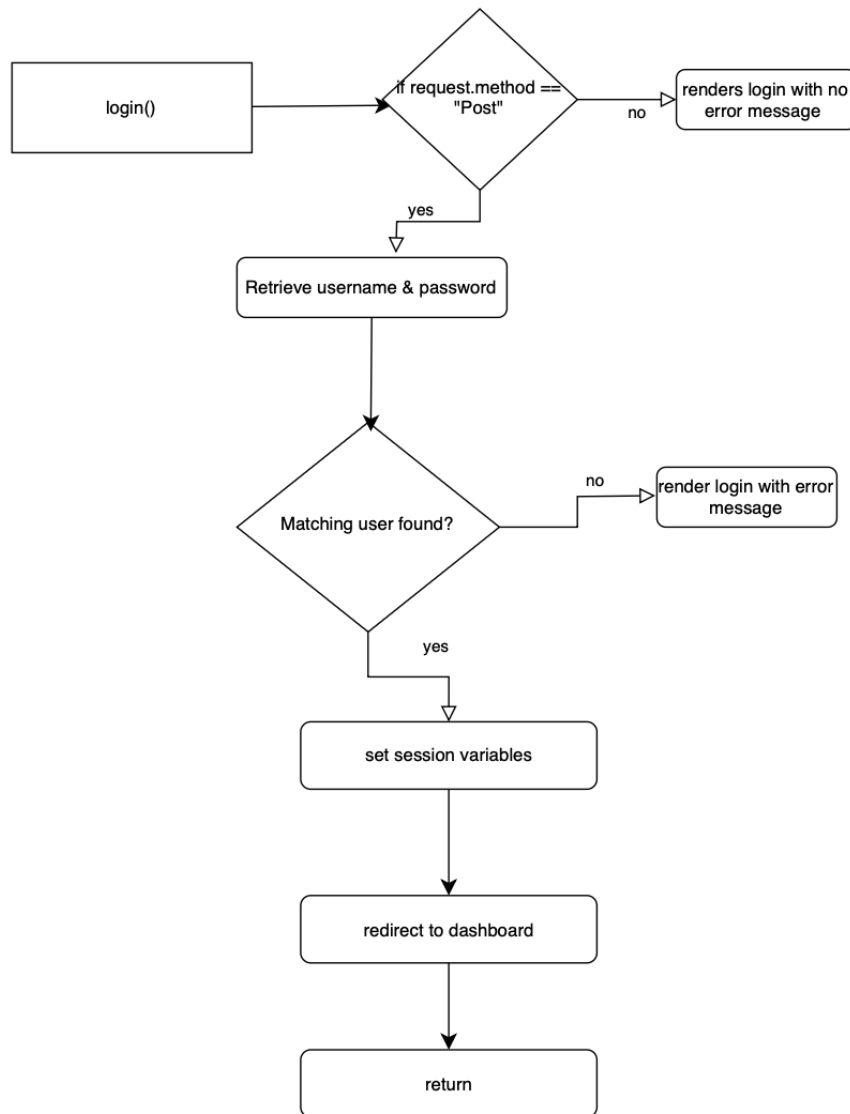 login()
if request.method ==
"Post"
no
renders login with no
error message
yes
Retrieve username & password
Matching user found?
no
render login with error
message
yes
set session variables
redirect to dashboard
return